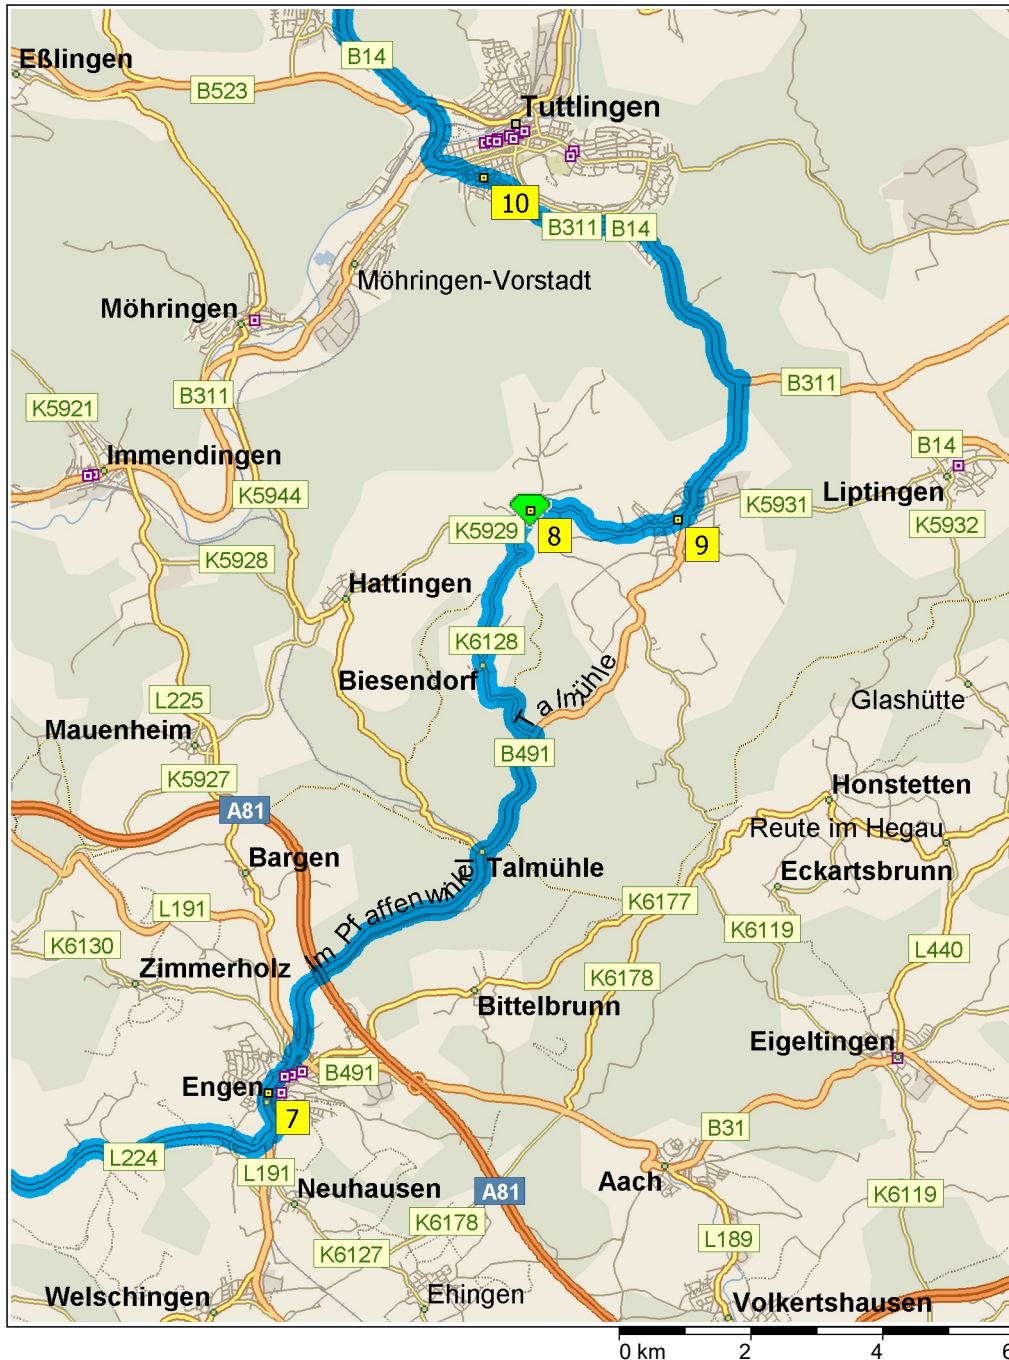 B14
Eßlingen
B523
Tuttlingen
10
B311
B14
Möhringen-Vorstadt
Möhringen
B311
B311
K5921
B14
Immendingen
Liptingen
K5944
K5931
K5932
K5929
8
9
K5928
Hattingen
K6128
Talmühle
Biesendorf
L225
Glashütte
Mauenheim
B491
K5927
Honstetten
A81
Reute im Hegau
Bargen
Talmühle
Eckartsbrunn
Im Pfaffenwinkel
K6177
L191
K6119
K6130
L440
Zimmerholz
K6178
Bittelbrunn
Eigeltingen
B491
Engen
7
B31
L224
L191
Aach
Neuhausen
A81
K6119
K6178
L189
K6127
Welschingen
Ehingen
Volkertshausen
0 km 2 4 6